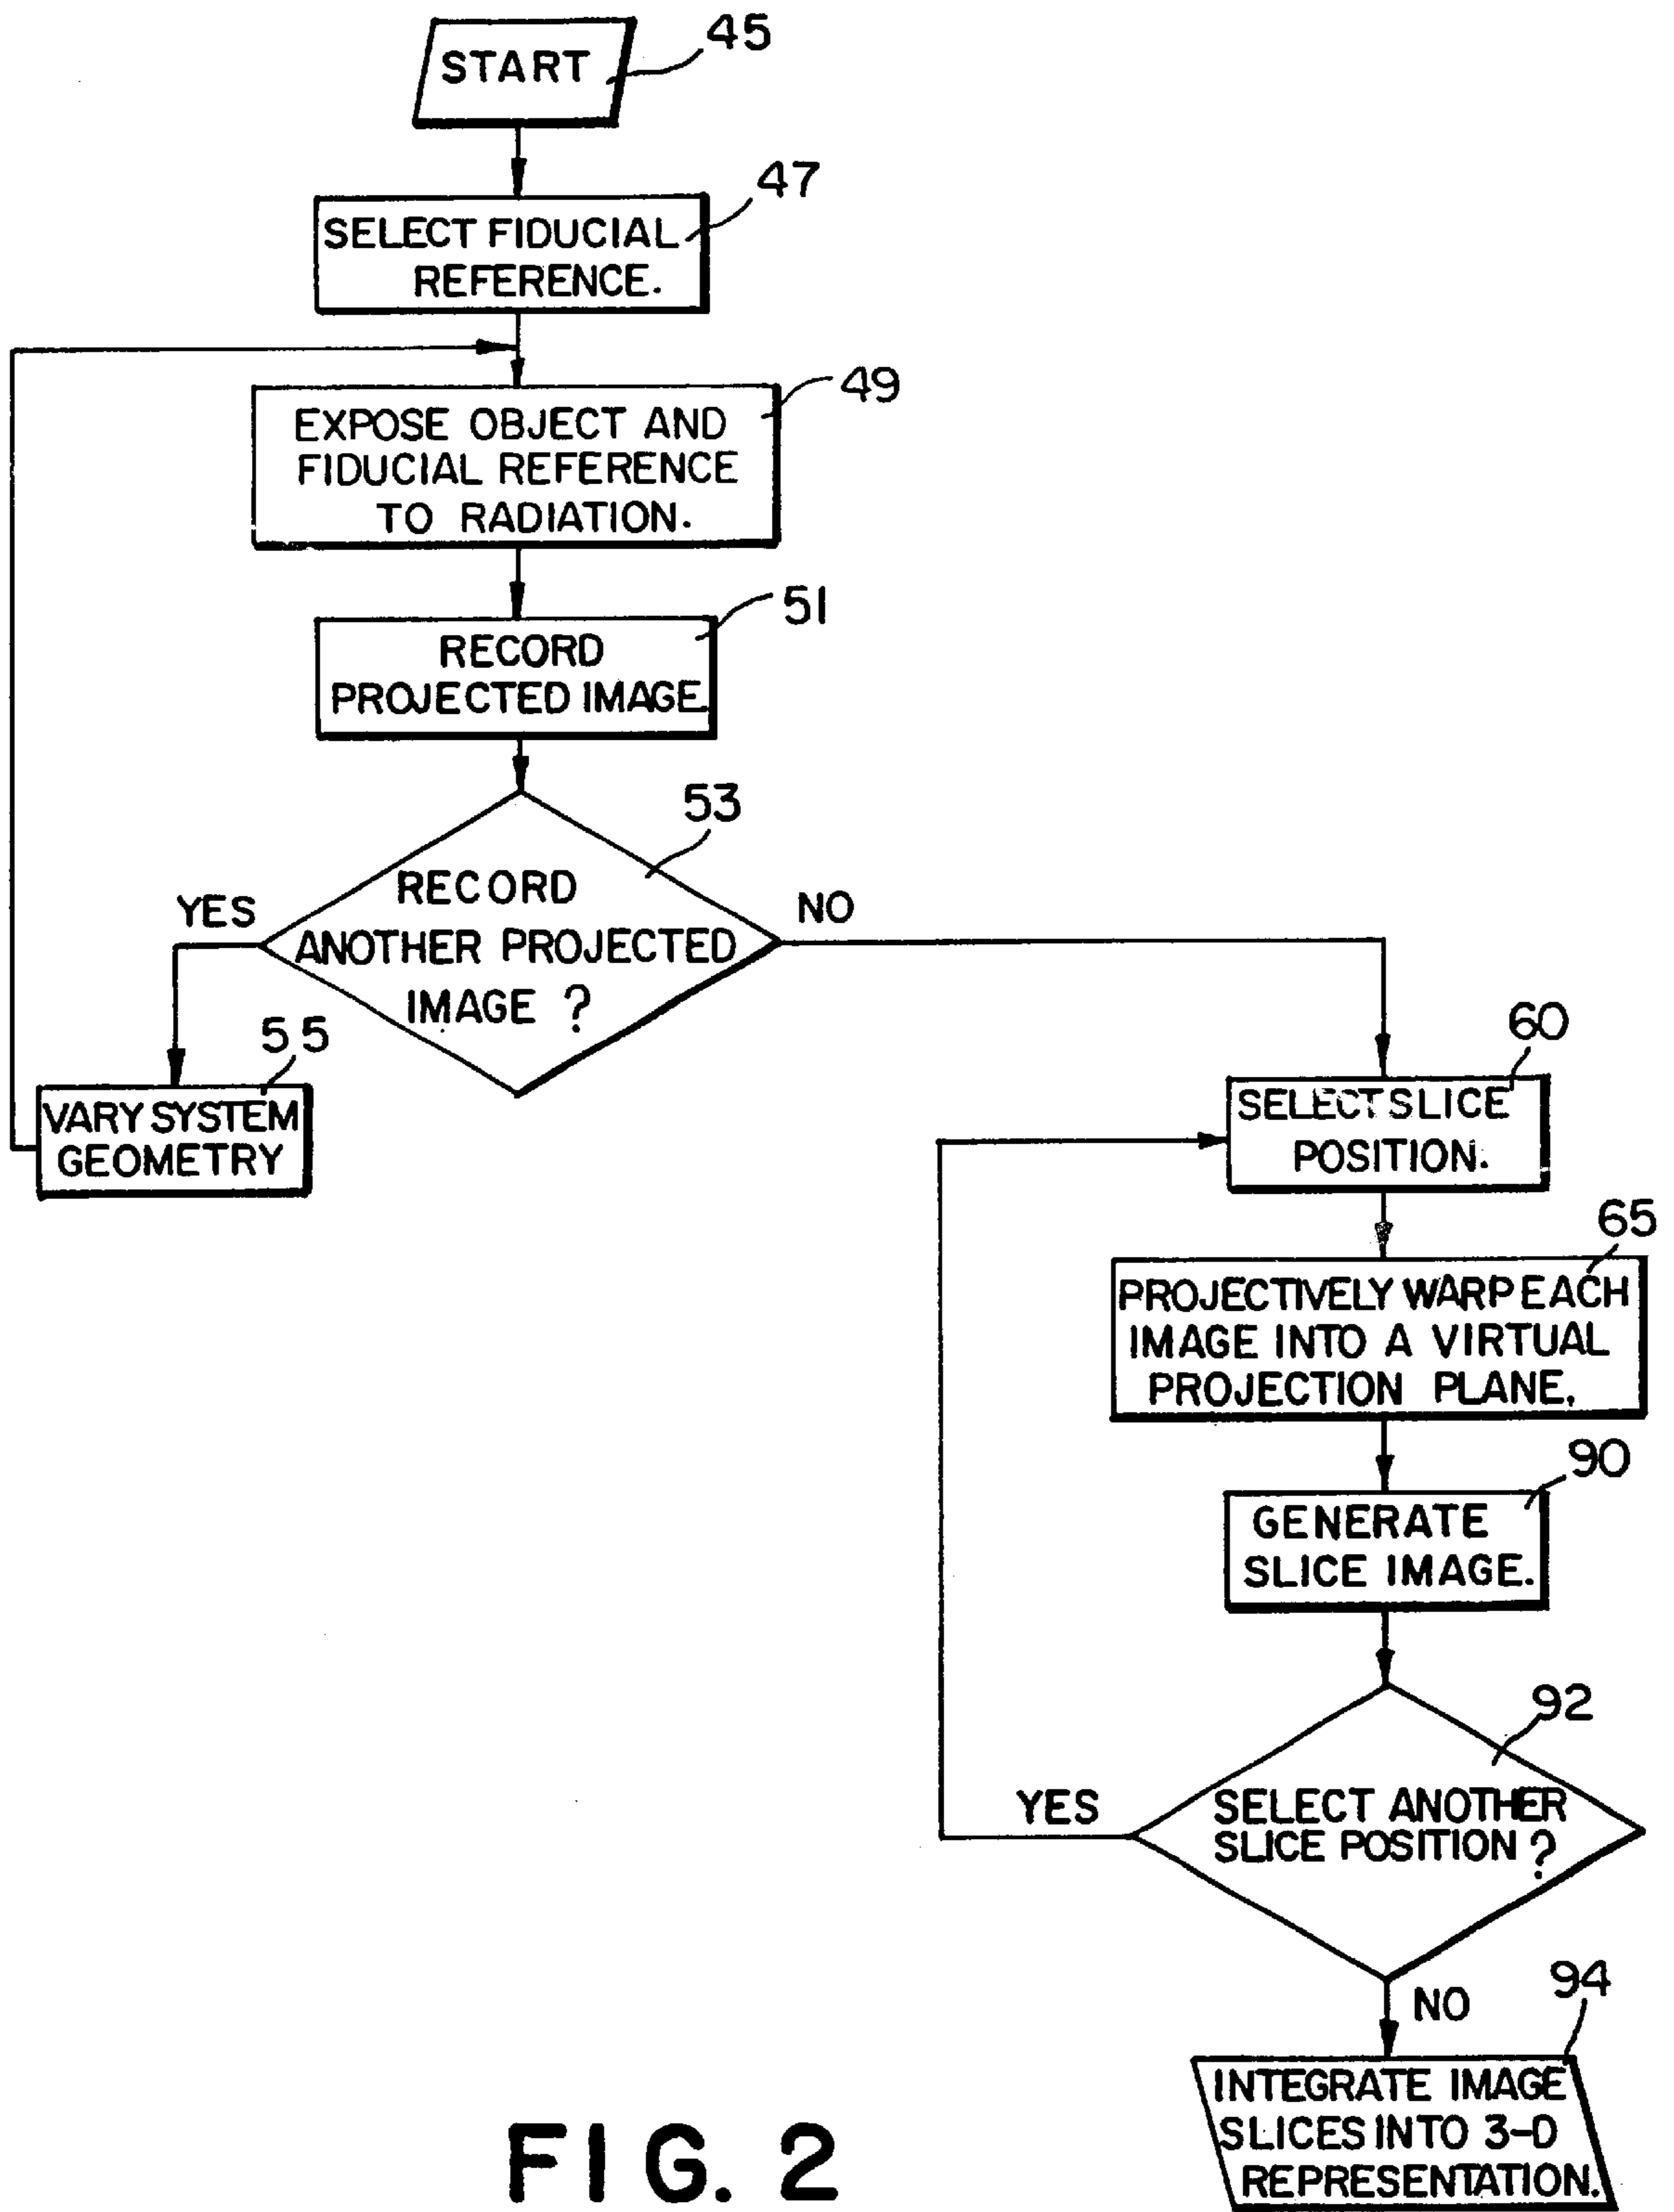 START
45
47
SELECT FIDUCIAL
REFERENCE.
49
EXPOSE OBJECT AND
FIDUCIAL REFERENCE
TO RADIATION.
51
RECORD
PROJECTED IMAGE.
53
RECORD
ANOTHER PROJECTED
IMAGE ?
YES
NO
55
VARY SYSTEM
GEOMETRY
60
SELECT SLICE
POSITION.
65
PROJECTIVELY WARP EACH
IMAGE INTO A VIRTUAL
PROJECTION PLANE.
90
GENERATE
SLICE IMAGE.
92
SELECT ANOTHER
SLICE POSITION ?
YES
NO
94
INTEGRATE IMAGE
SLICES INTO 3-D
REPRESENTATION.
FIG. 2